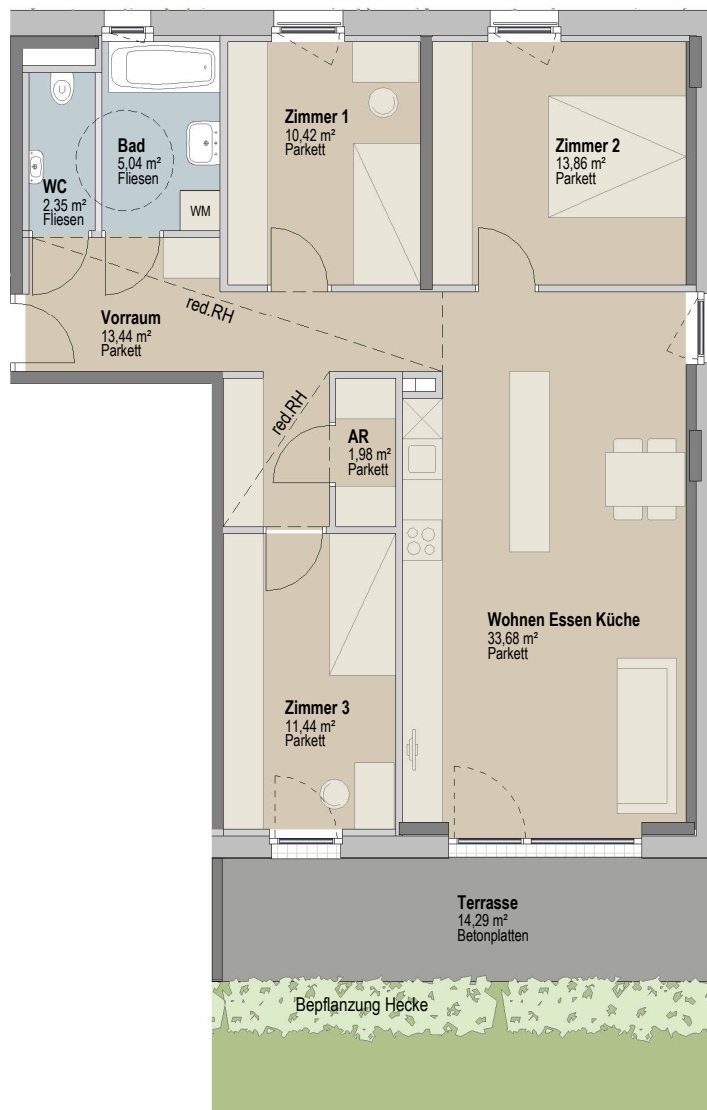 Zimmer 1
10,42 m²
Parkett
Zimmer 2
13,86 m²
Parkett
Bad
5,04 m²
Fliesen
WC
2,35 m²
Fliesen
WM
red.RH
Vorraum
13,44 m²
Parkett
red.RH
AR
1,98 m²
Parkett
Wohnen Essen Küche
33,68 m²
Parkett
Zimmer 3
11,44 m²
Parkett
Terrasse
14,29 m²
Betonplatten
Bepflanzung Hecke